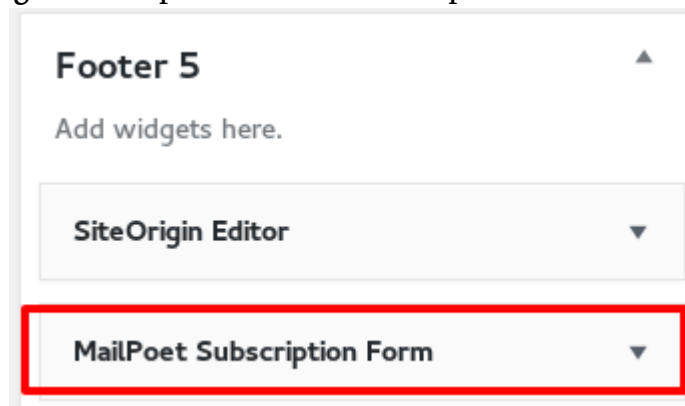 Footer 5
Add widgets here.
SiteOrigin Editor
MailPoet Subscription Form